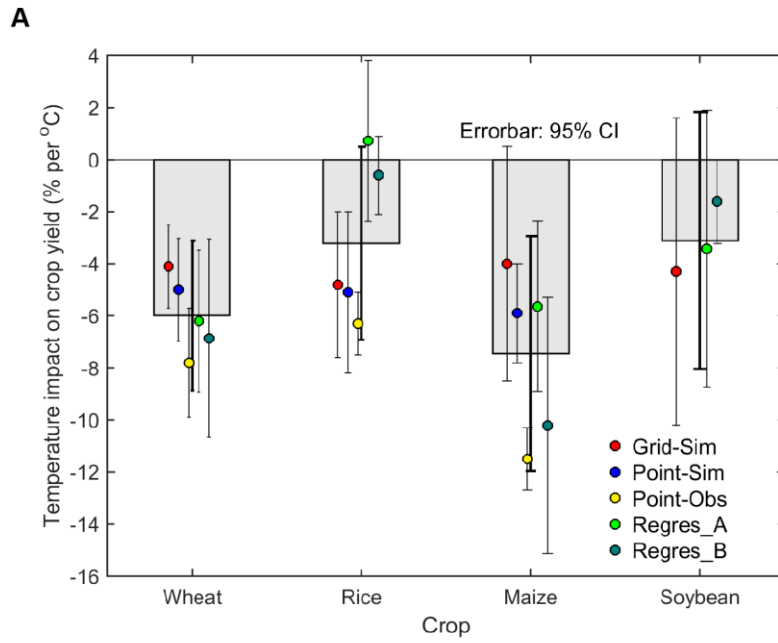 A
4
2
0
-2
-4
-6
-8
-10
-12
-14
-16
Temperature impact on crop yield (% per °C)
Errorbar: 95% CI
Grid-Sim
Point-Sim
Point-Obs
Regres_A
Regres_B
Wheat Rice Maize Soybean
Crop